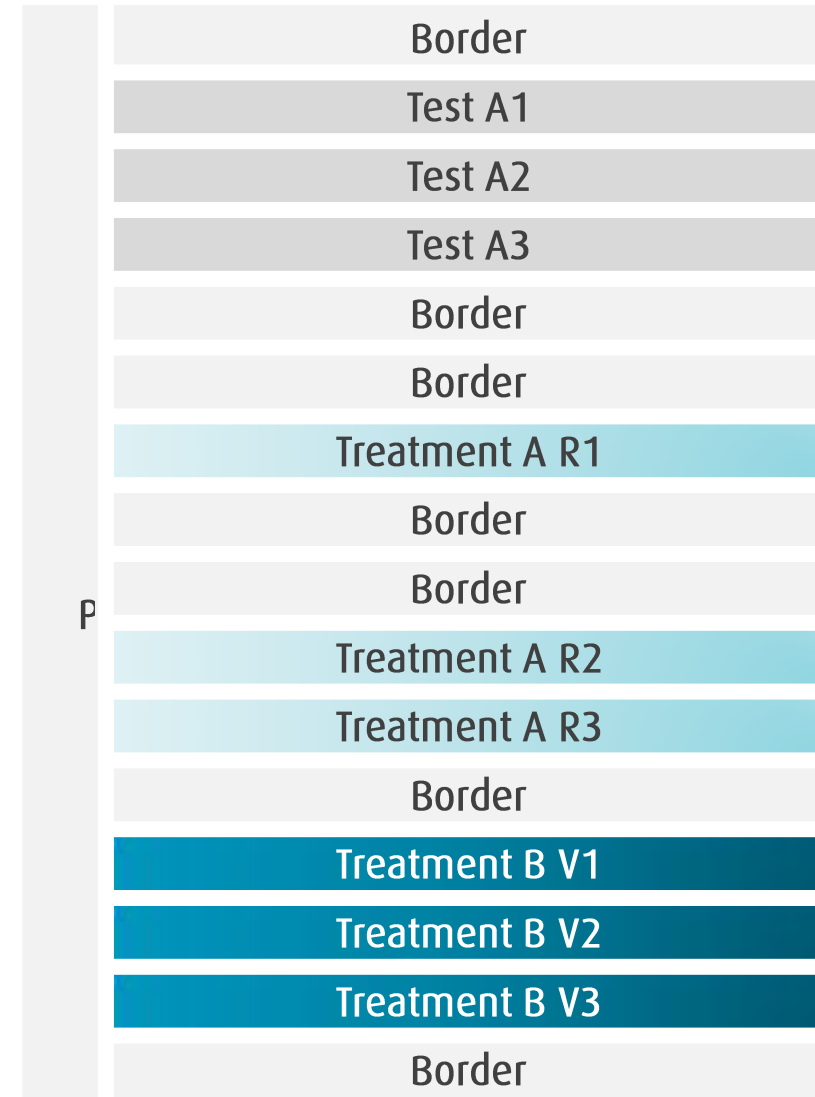 Border
Test A1
Test A2
Test A3
Border
Border
Treatment A R1
Border
Border
P
Treatment A R2
Treatment A R3
Border
Treatment B V1
Treatment B V2
Treatment B V3
Border